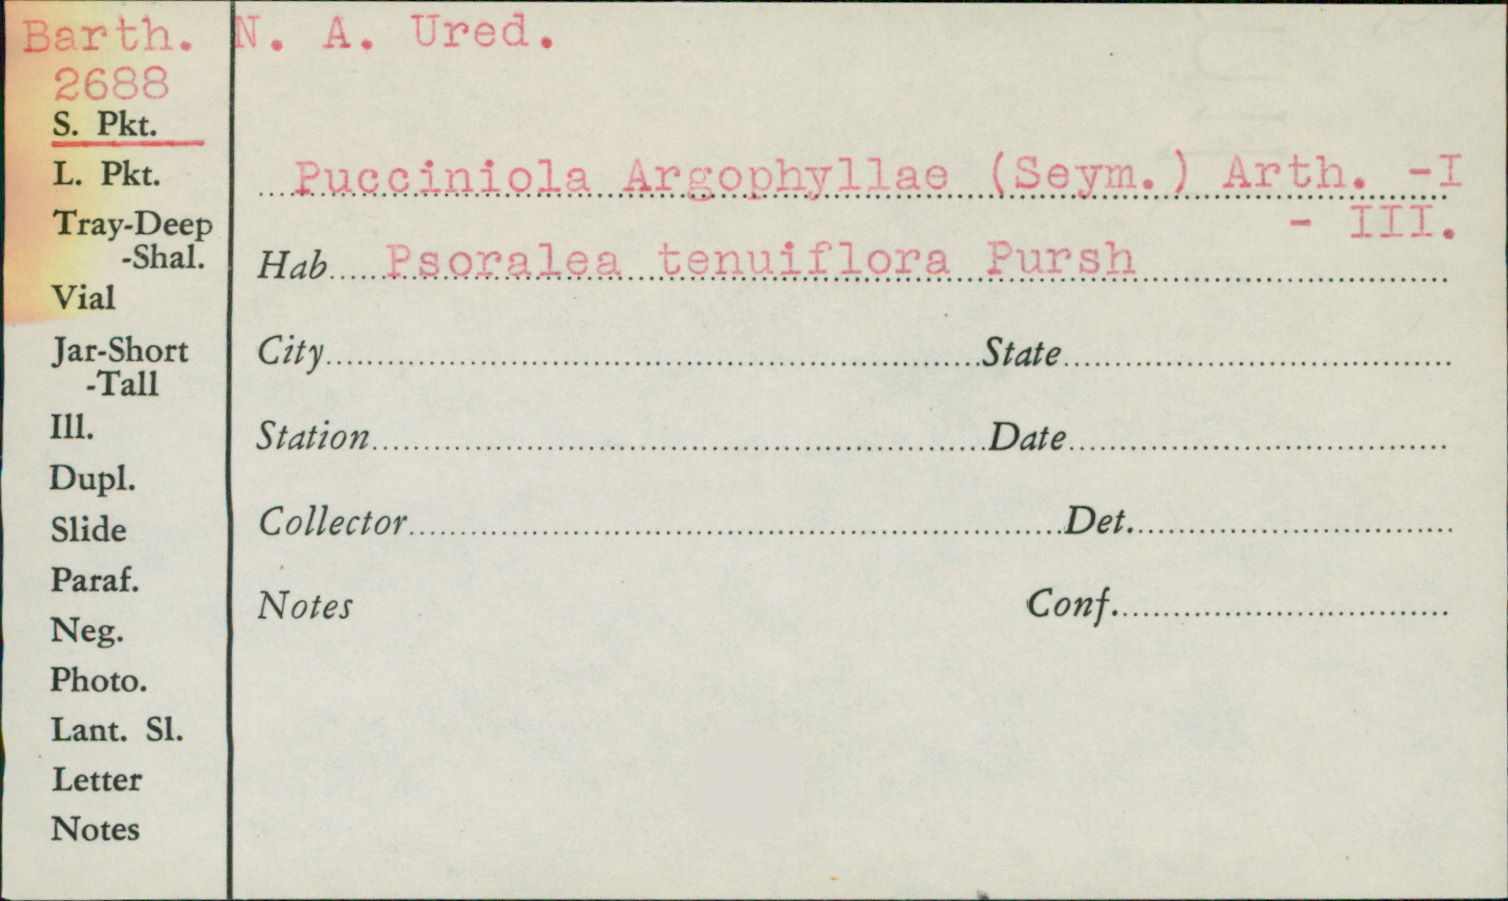 Barth. N. A. Ured.
2688
S. Pkt.
L. Pkt.
Pucciniola Argophyllae (Seym.) Arth. -I
- III.
Tray-Deep
-Shal.
Hab. Psoralea tenuiflora Pursh
Vial
Jar-Short
-Tall
City State
Ill.
Station Date
Dupl.
Slide
Collector Det.
Paraf.
Neg.
Notes Conf.
Photo.
Lant. Sl.
Letter
Notes